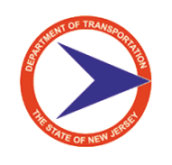 DEPARTMENT OF TRANSPORTATION
THE STATE OF NEW JERSEY